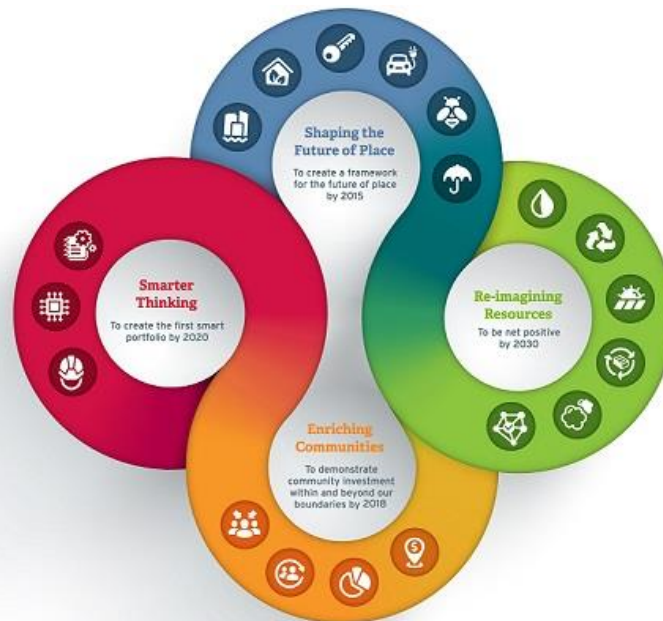 Shaping the
Future of Place
To create a framework
for the future of place
by 2015
Smarter
Thinking
To create the first smart
portfolio by 2020
Re-imagining
Resources
To be net positive
by 2030
Enriching
Communities
To demonstrate
community investment
within and beyond our
boundaries by 2018